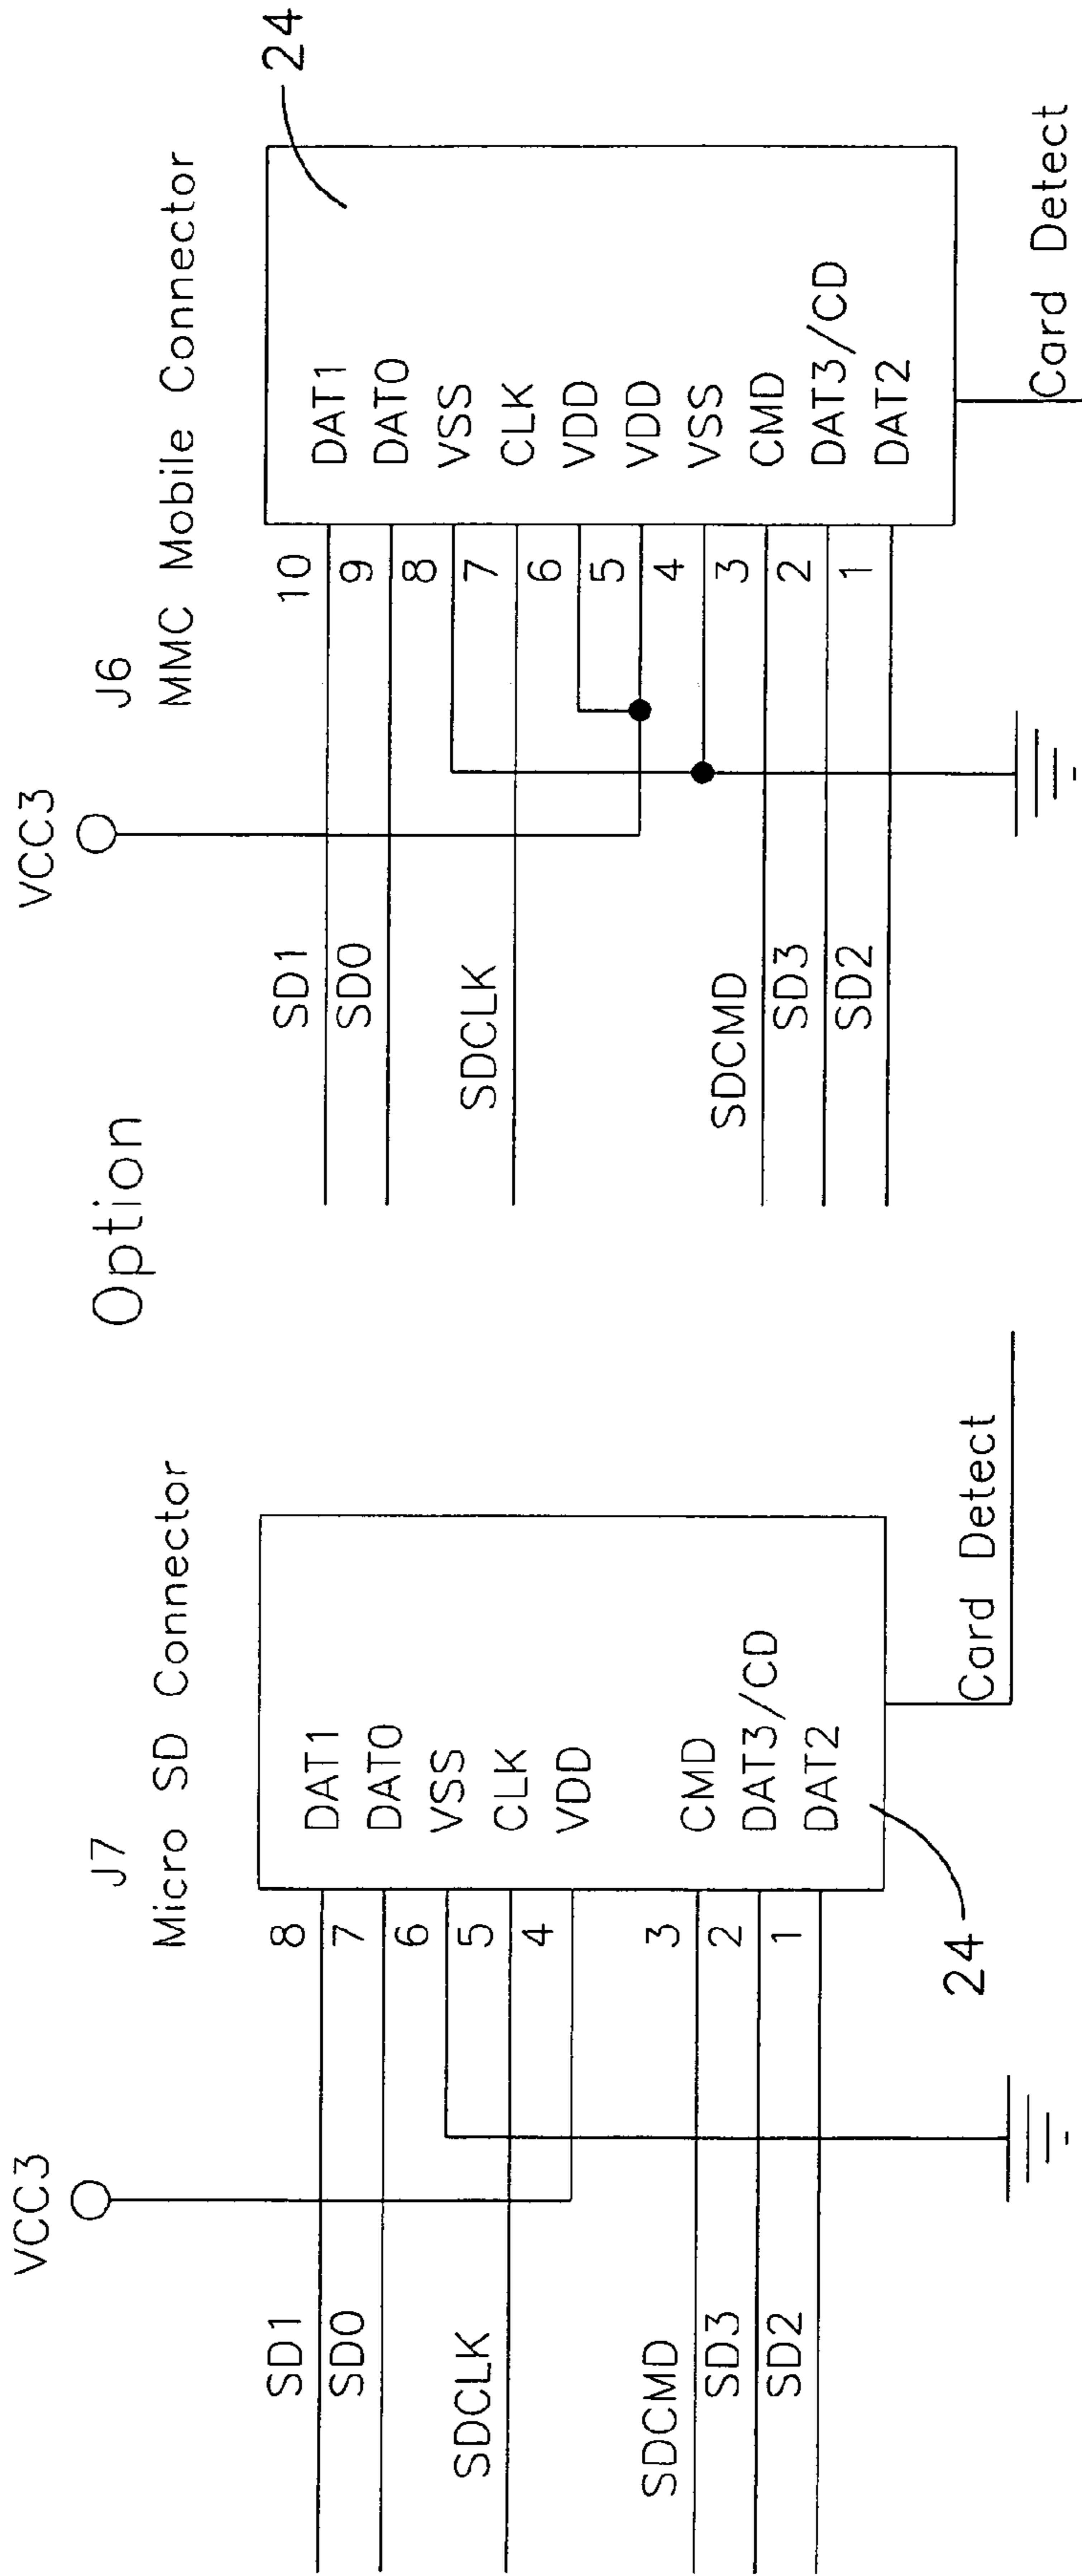 VCC3
J7
Micro SD Connector
SD1
8
DAT1
SD0
7
DAT0
6
VSS
SDCLK
5
CLK
4
VDD
SDCMD
3
CMD
SD3
2
DAT3/CD
SD2
1
DAT2
24
Card Detect
Option
VCC3
J6
MMC Mobile Connector
24
SD1
10
DAT1
SD0
9
DAT0
8
VSS
SDCLK
7
CLK
6
VDD
5
VDD
4
VSS
SDCMD
3
CMD
SD3
2
DAT3/CD
SD2
1
DAT2
Card Detect